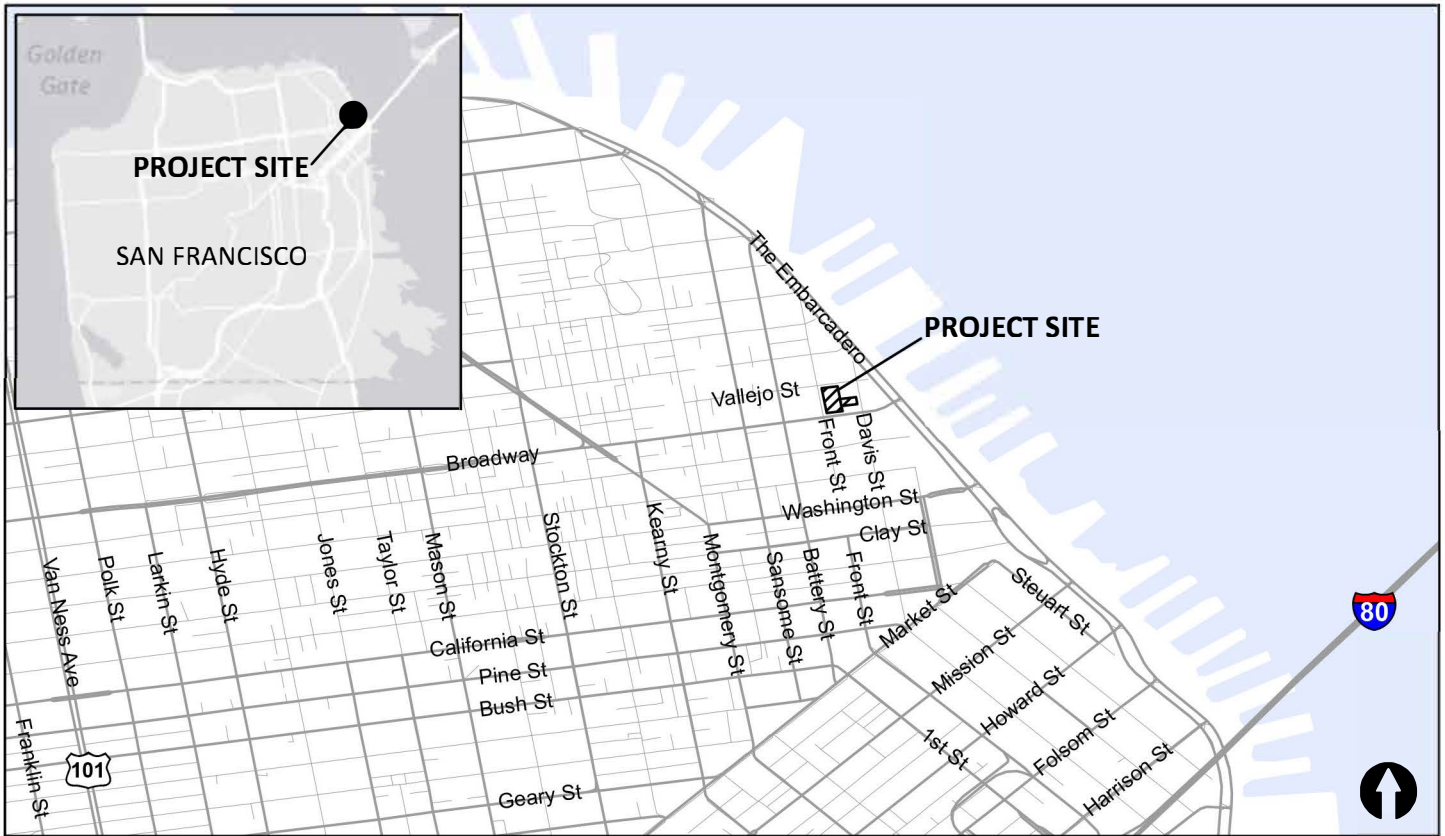 Golden
Gate
PROJECT SITE
SAN FRANCISCO
The Embarcadero
PROJECT SITE
Vallejo St
Front St
Davis St
Broadway
Washington St
Clay St
Van Ness Ave
Polk St
Larkin St
Hyde St
Jones St
Taylor St
Mason St
Stockton St
Kearny St
Montgomery St
Sansome St
Battery St
Front St
Market St
Steuart St
80
California St
Mission St
Pine St
Howard St
Bush St
Folsom St
Franklin St
101
1st St
Harrison St
Geary St